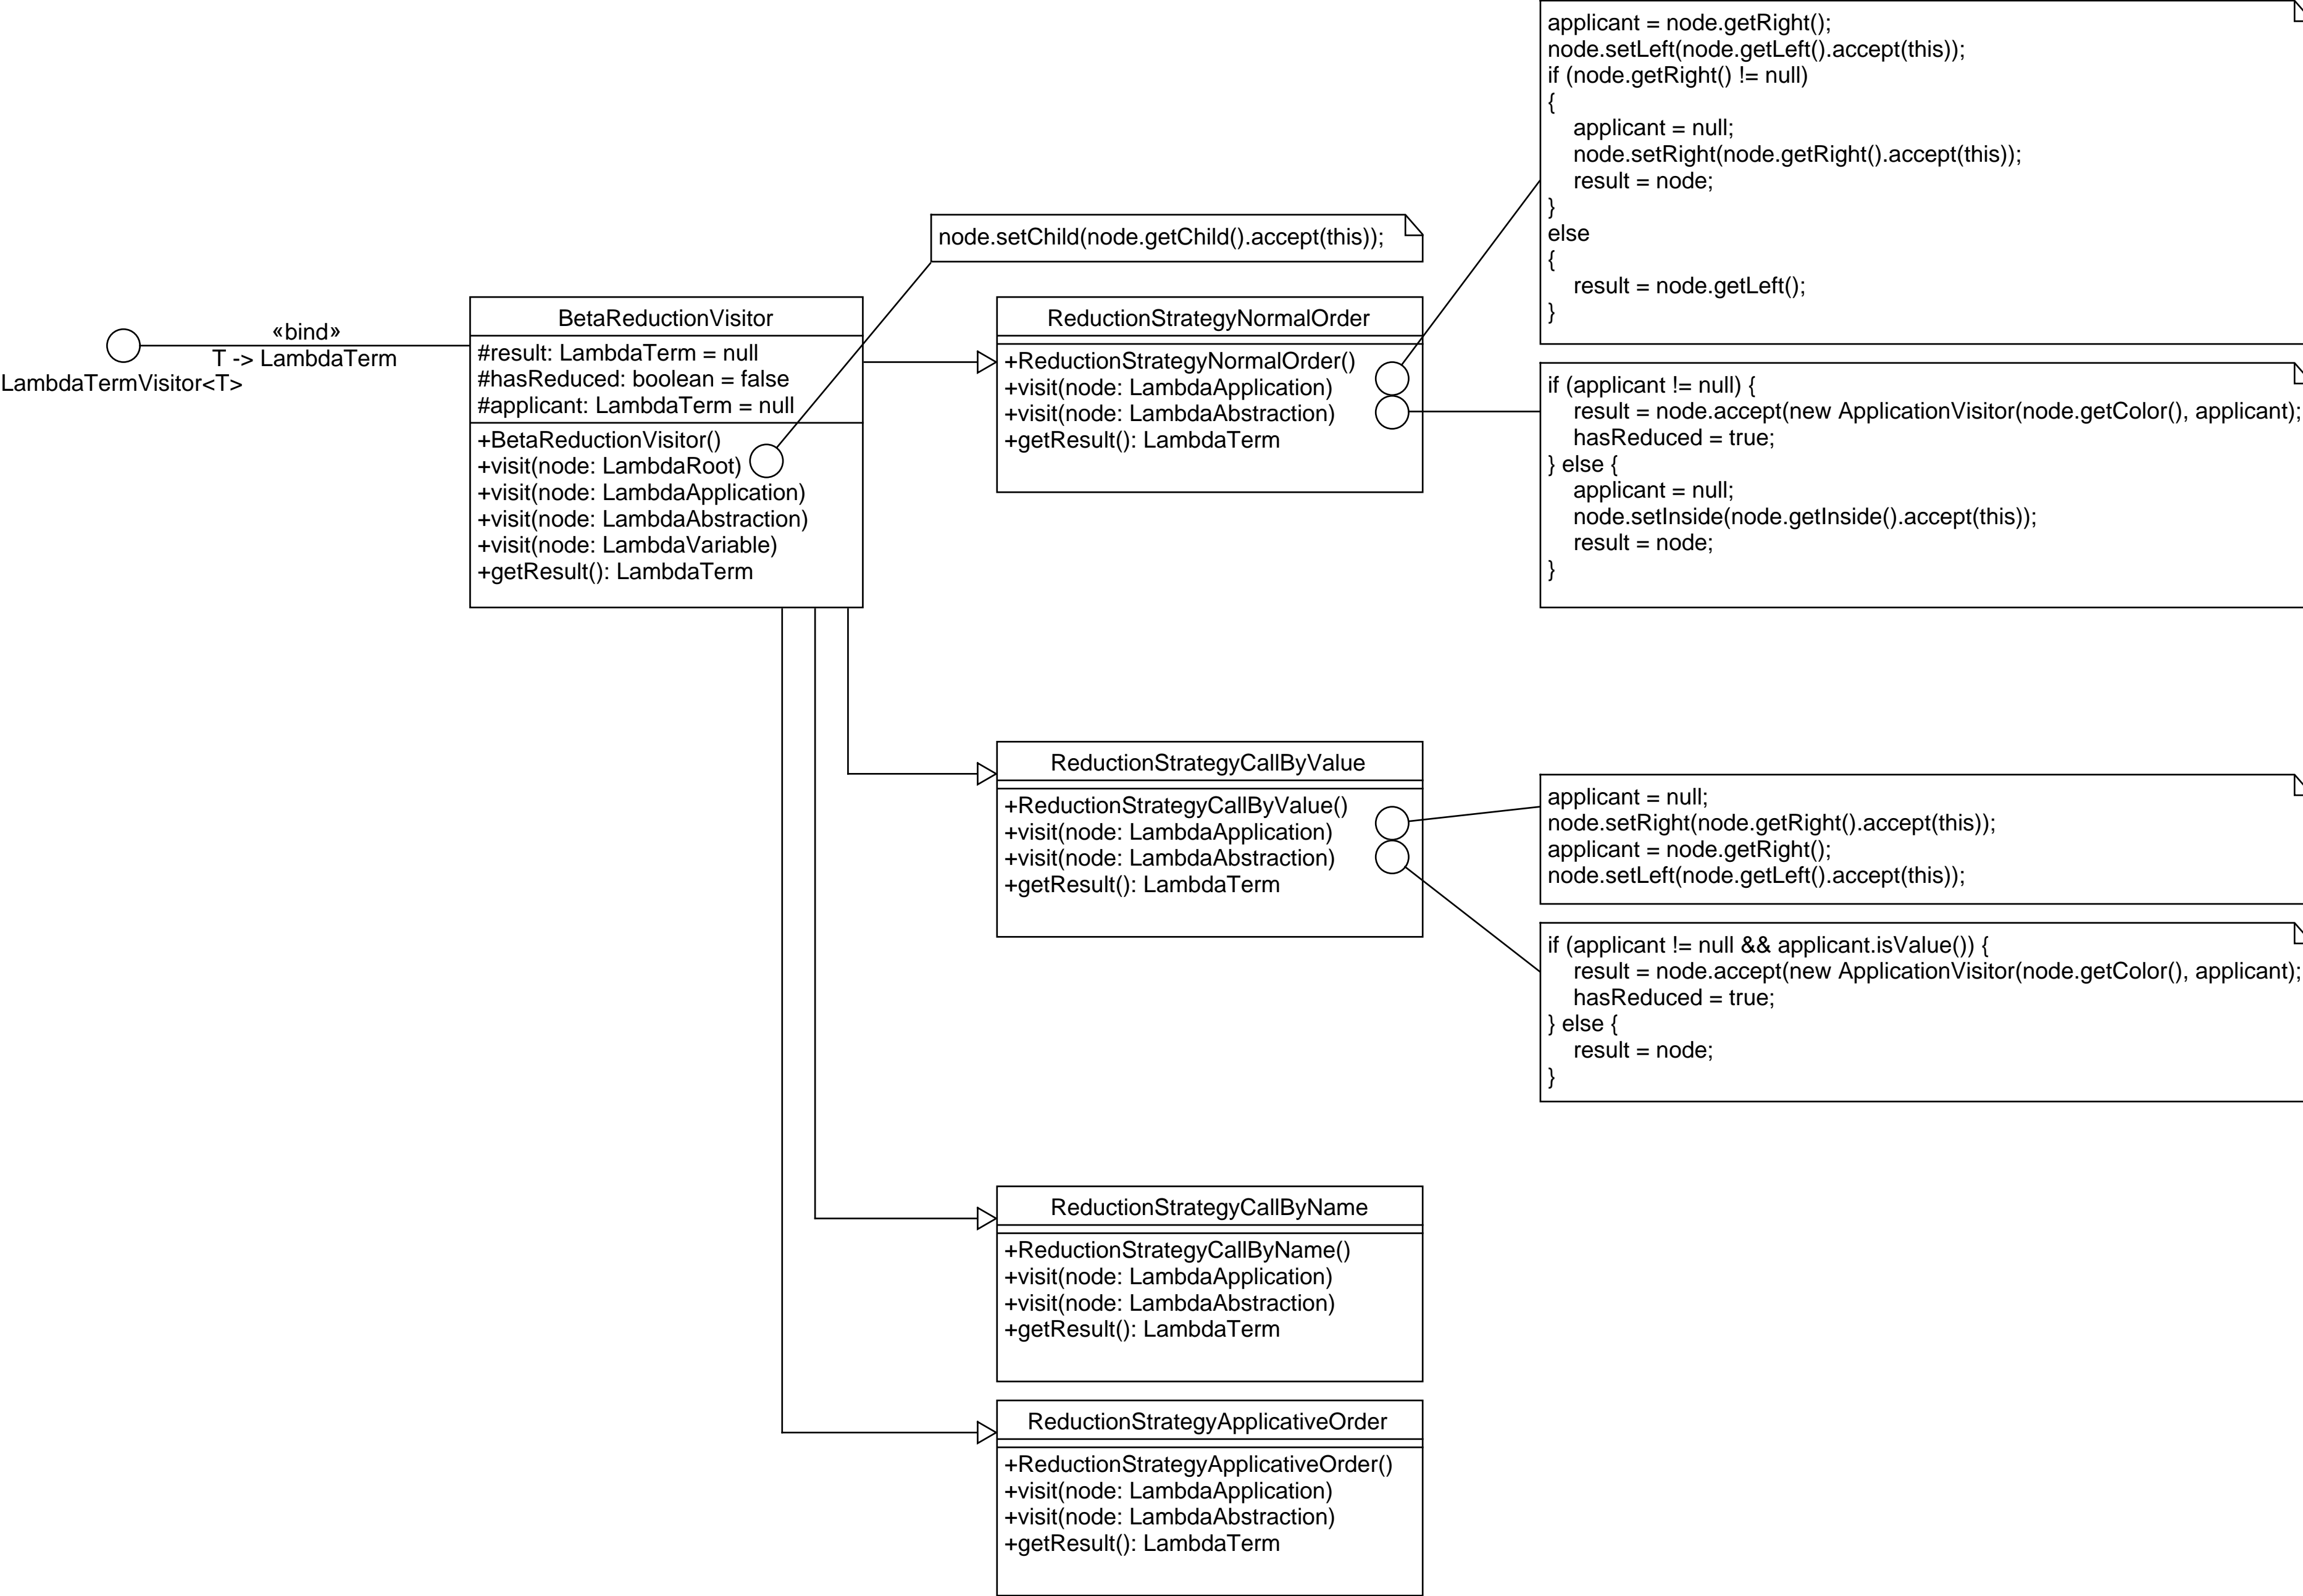 applicant = node.getRight();
node.setLeft(node.getLeft().accept(this));
if (node.getRight() != null)
{
    applicant = null;
    node.setRight(node.getRight().accept(this));
    result = node;
}
else
{
    result = node.getLeft();
}
node.setChild(node.getChild().accept(this));
«bind»
T -> LambdaTerm
LambdaTermVisitor<T>
BetaReductionVisitor
#result: LambdaTerm = null
#hasReduced: boolean = false
#applicant: LambdaTerm = null
+BetaReductionVisitor()
+visit(node: LambdaRoot)
+visit(node: LambdaApplication)
+visit(node: LambdaAbstraction)
+visit(node: LambdaVariable)
+getResult(): LambdaTerm
ReductionStrategyNormalOrder
+ReductionStrategyNormalOrder()
+visit(node: LambdaApplication)
+visit(node: LambdaAbstraction)
+getResult(): LambdaTerm
if (applicant != null) {
    result = node.accept(new ApplicationVisitor(node.getColor(), applicant);
    hasReduced = true;
} else {
    applicant = null;
    node.setInside(node.getInside().accept(this));
    result = node;
}
ReductionStrategyCallByValue
+ReductionStrategyCallByValue()
+visit(node: LambdaApplication)
+visit(node: LambdaAbstraction)
+getResult(): LambdaTerm
applicant = null;
node.setRight(node.getRight().accept(this));
applicant = node.getRight();
node.setLeft(node.getLeft().accept(this));
if (applicant != null && applicant.isValue()) {
    result = node.accept(new ApplicationVisitor(node.getColor(), applicant);
    hasReduced = true;
} else {
    result = node;
}
ReductionStrategyCallByName
+ReductionStrategyCallByName()
+visit(node: LambdaApplication)
+visit(node: LambdaAbstraction)
+getResult(): LambdaTerm
ReductionStrategyApplicativeOrder
+ReductionStrategyApplicativeOrder()
+visit(node: LambdaApplication)
+visit(node: LambdaAbstraction)
+getResult(): LambdaTerm